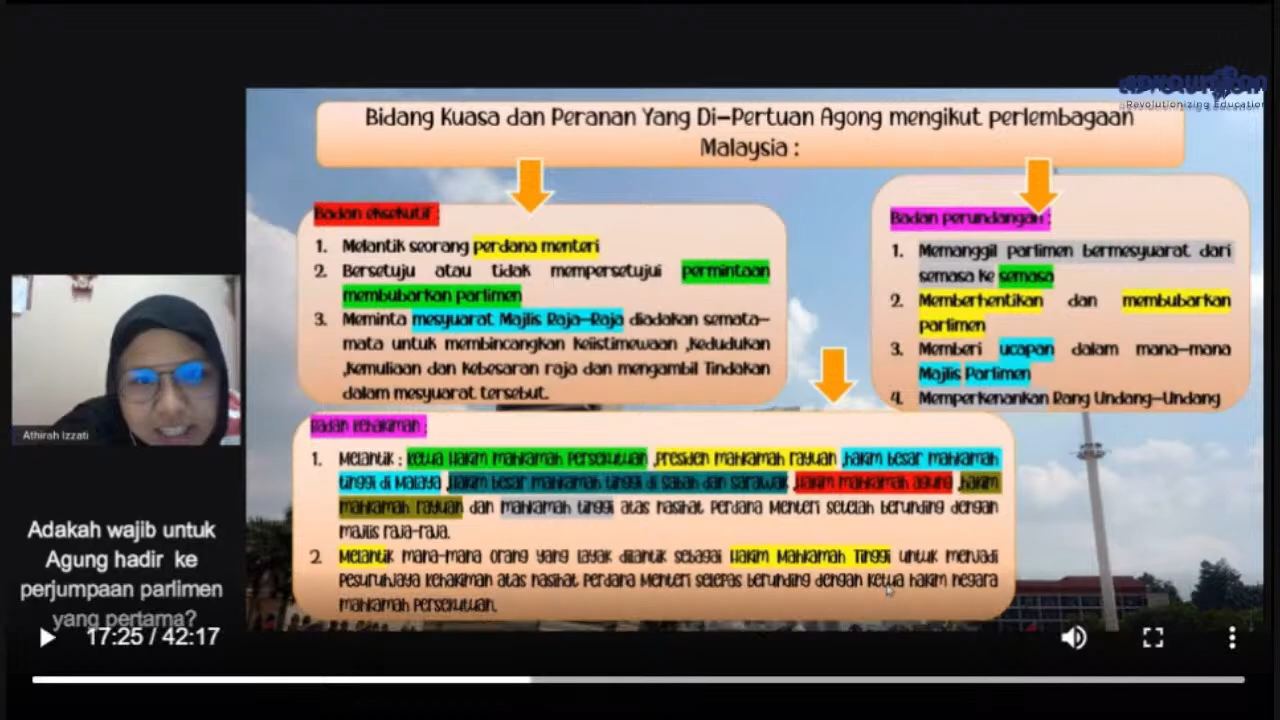 Revolutionizing Education
Bidang Kuasa dan Peranan Yang Di-Pertuan Agong mengikut perlembagaan
Malaysia :
Badan eksekutif :
1. Melantik seorang perdana menteri
2. Bersetuju atau tidak mempersetujui permintaan
membubarkan parlimen
3. Meminta mesyuarat Majlis Raja-Raja diadakan semata-
mata untuk membincangkan keiistimewaan ,kedudukan
,kemuliaan dan kebesaran raja dan mengambil Tindakan
dalam mesyuarat tersebut.
Badan perundangan :
1. Memanggil parlimen bermesyuarat dari
semasa ke semasa
2. Memberhentikan dan membubarkan
parlimen
3. Memberi ucapan dalam mana-mana
Majlis Parlimen
4. Memperkenankan Rang Undang-Undang
Badan kehakiman :
1. Melantik : ketua Hakim mahkamah Persekutuan ,Presiden mahkamah rayuan ,hakim besar mahkamah
tinggi di Malaya ,Hakim besar mahkamah tinggi di sabah dan sarawak ,Hakim mahkamah agung ,hakim
mahkamah rayuan dan mahkamah tinggi atas nasihat Perdana Menteri setelah berunding dengan
majlis raja-raja.
2. Melantik mana-mana orang yang layak dilantik sebagai Hakim Mahkamah Tinggi untuk menjadi
Pesuruhjaya kehakiman atas nasihat Perdana Menteri selepas berunding dengan ketua hakim negara
mahkamah Persekutuan.
Athirah Izzati
Adakah wajib untuk
Agung hadir ke
perjumpaan parlimen
yang pertama?
17:25 / 42:17